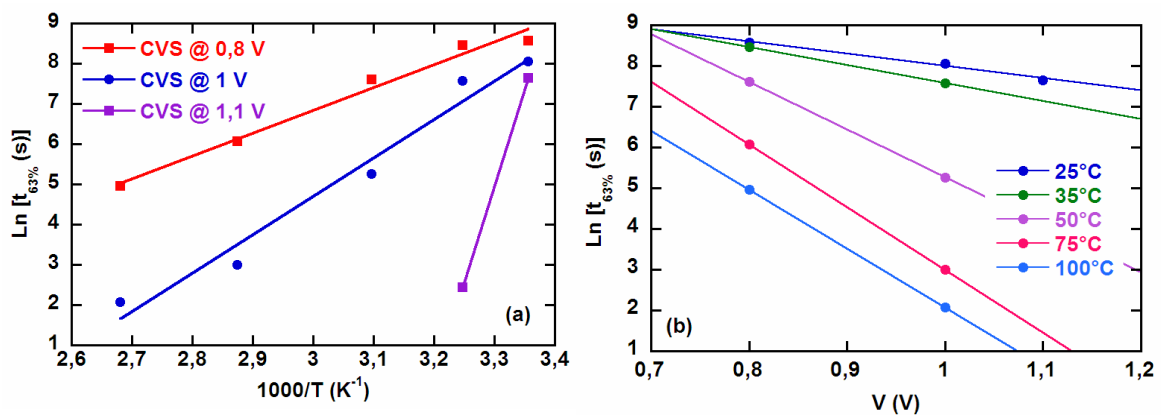 9
8
7
6
5
4
3
2
1
Ln [t63% (s)]
CVS @ 0,8 V
CVS @ 1 V
CVS @ 1,1 V
(a)
2,6 2,7 2,8 2,9 3 3,1 3,2 3,3 3,4
1000/T (K-1)
9
8
7
6
5
4
3
2
1
Ln [t63% (s)]
25°C
35°C
50°C
75°C
100°C
(b)
0,7 0,8 0,9 1 1,1 1,2
V (V)